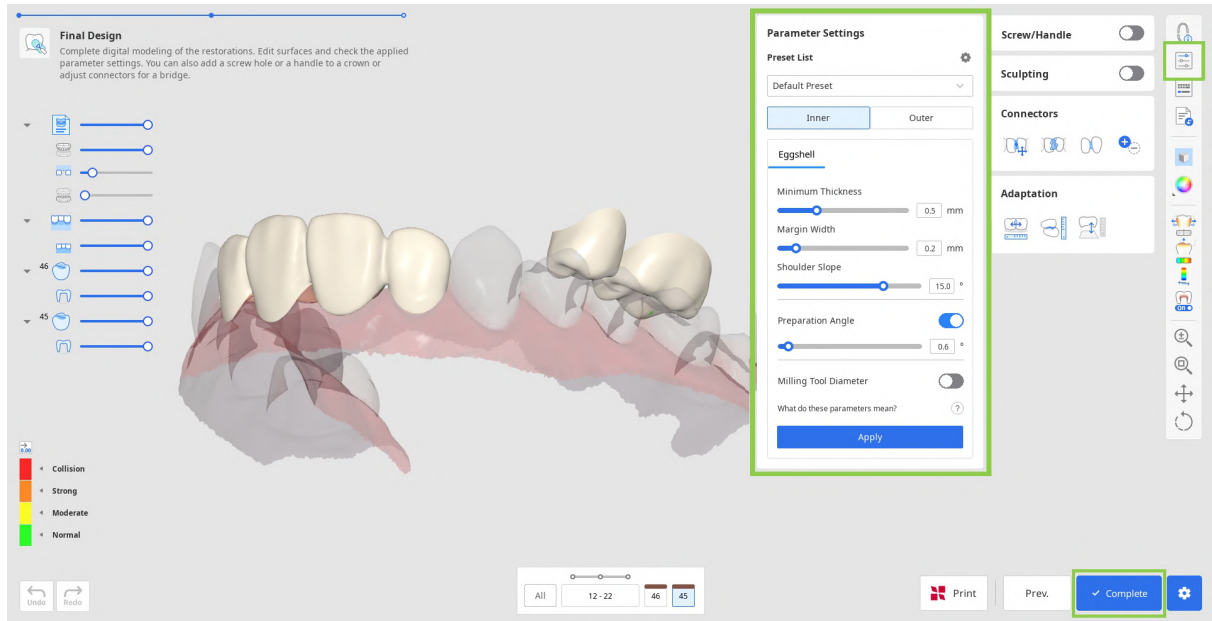 Final Design
Complete digital modeling of the restorations. Edit surfaces and check the applied
parameter settings. You can also add a screw hole or a handle to a crown or
adjust connectors for a bridge.
46
45
0.00
Collision
Strong
Moderate
Normal
Undo
Redo
All
12 - 22
46
45
Parameter Settings
Preset List
Default Preset
Inner
Outer
Eggshell
Minimum Thickness
0.5 mm
Margin Width
0.2 mm
Shoulder Slope
15.0 °
Preparation Angle
0.6 °
Milling Tool Diameter
What do these parameters mean? ?
Apply
Screw/Handle
Sculpting
Connectors
Adaptation
ON
Print
Prev.
Complete